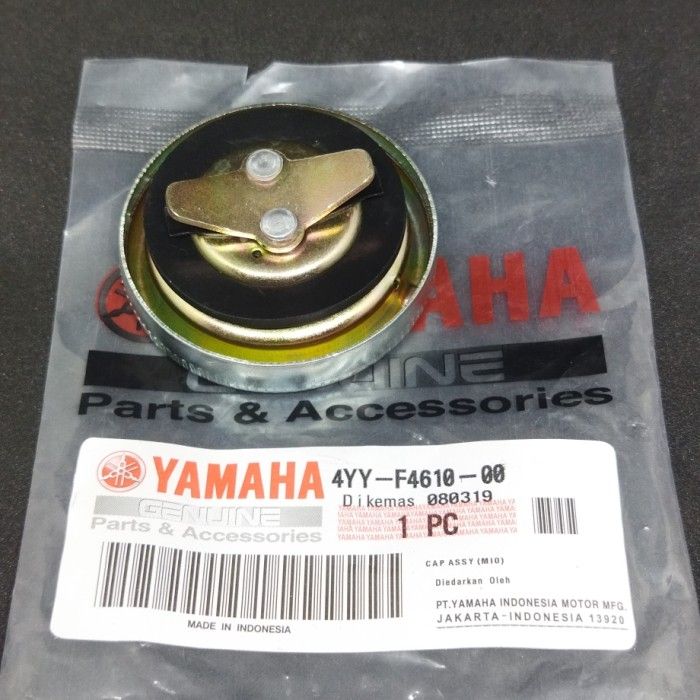 YAMAHA
GENUINE
Parts & Accessories
YAMAHA
4YY-F4610-00
GENUINE
Parts & Accessories
Dikemas 080319
1 PC
CAP ASSY (MIO)
Diedarkan Oleh
PT.YAMAHA INDONESIA MOTOR MFG.
JAKARTA-INDONESIA 13920
MADE IN INDONESIA